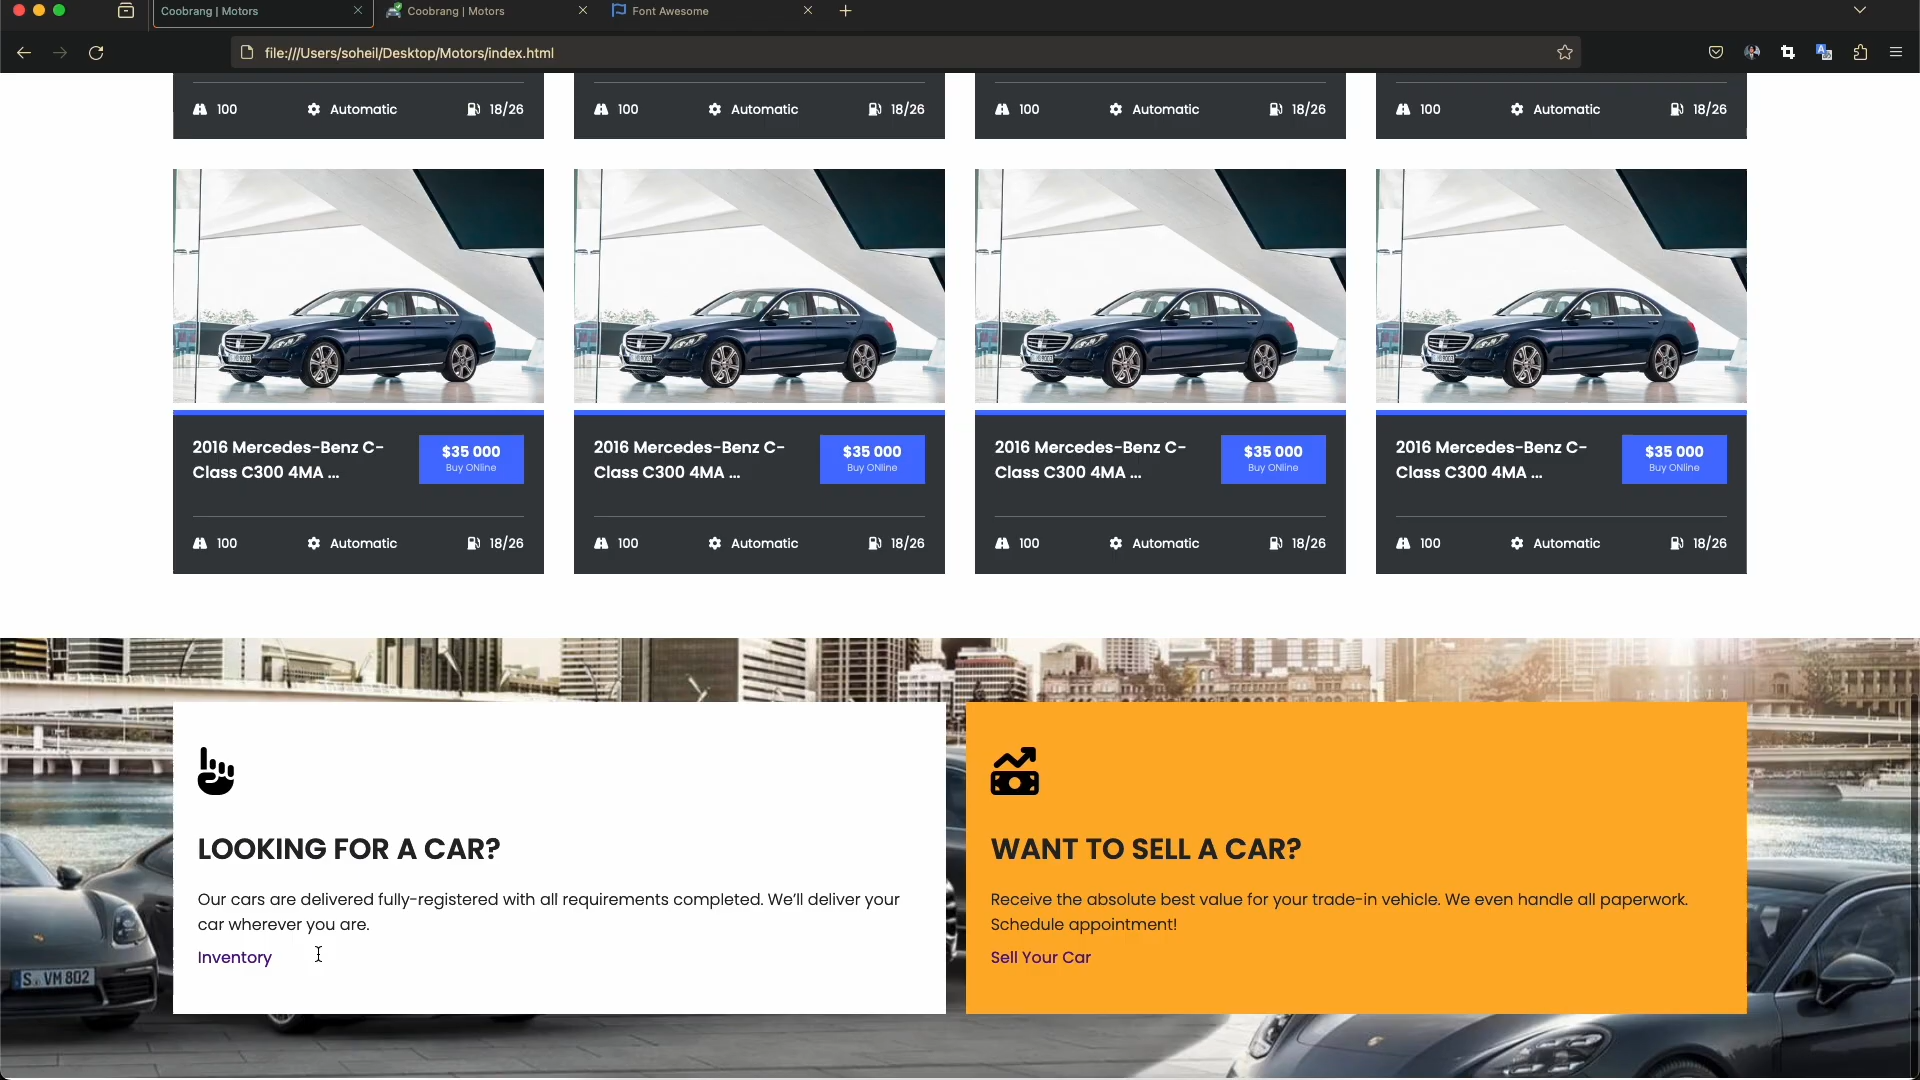 Coobrang | Motors
Coobrang | Motors
Font Awesome
file:///Users/soheil/Desktop/Motors/index.html
100 Automatic 18/26
100 Automatic 18/26
100 Automatic 18/26
100 Automatic 18/26
2016 Mercedes-Benz C-
Class C300 4MA ...
$35 000
Buy ONline
100 Automatic 18/26
2016 Mercedes-Benz C-
Class C300 4MA ...
$35 000
Buy ONline
100 Automatic 18/26
2016 Mercedes-Benz C-
Class C300 4MA ...
$35 000
Buy ONline
100 Automatic 18/26
2016 Mercedes-Benz C-
Class C300 4MA ...
$35 000
Buy ONline
100 Automatic 18/26
LOOKING FOR A CAR?
Our cars are delivered fully-registered with all requirements completed. We’ll deliver your
car wherever you are.
Inventory
WANT TO SELL A CAR?
Receive the absolute best value for your trade-in vehicle. We even handle all paperwork.
Schedule appointment!
Sell Your Car
S VM 802